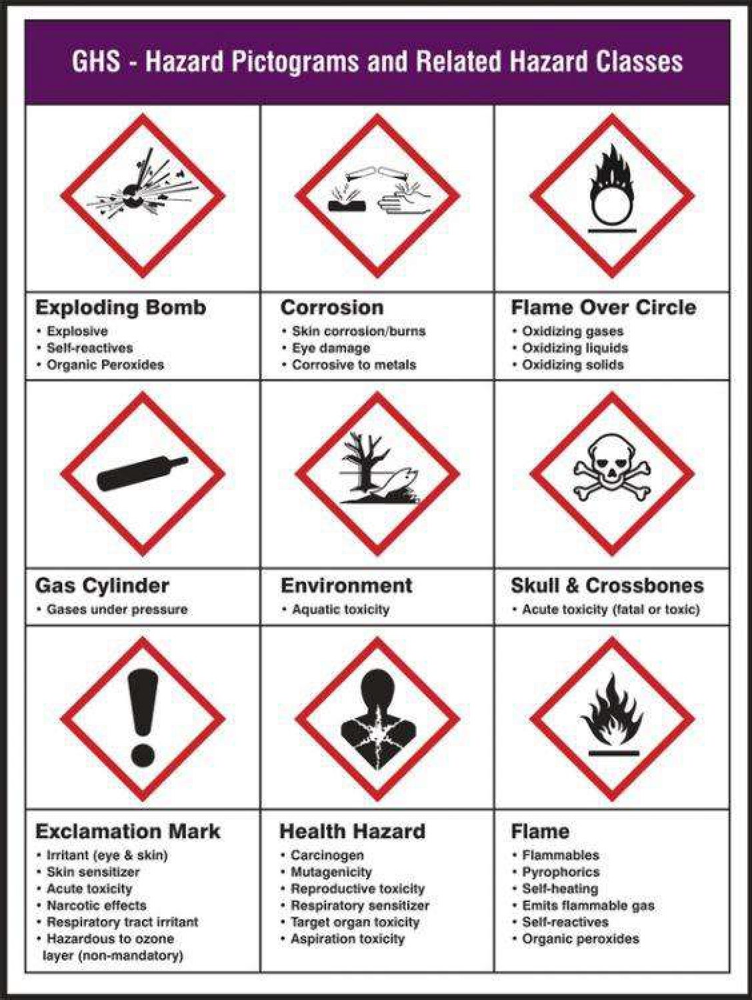 GHS - Hazard Pictograms and Related Hazard Classes
Exploding Bomb
• Explosive
• Self-reactives
• Organic Peroxides
Corrosion
• Skin corrosion/burns
• Eye damage
• Corrosive to metals
Flame Over Circle
• Oxidizing gases
• Oxidizing liquids
• Oxidizing solids
Gas Cylinder
• Gases under pressure
Environment
• Aquatic toxicity
Skull & Crossbones
• Acute toxicity (fatal or toxic)
Exclamation Mark
• Irritant (eye & skin)
• Skin sensitizer
• Acute toxicity
• Narcotic effects
• Respiratory tract irritant
• Hazardous to ozone
layer (non-mandatory)
Health Hazard
• Carcinogen
• Mutagenicity
• Reproductive toxicity
• Respiratory sensitizer
• Target organ toxicity
• Aspiration toxicity
Flame
• Flammables
• Pyrophorics
• Self-heating
• Emits flammable gas
• Self-reactives
• Organic peroxides